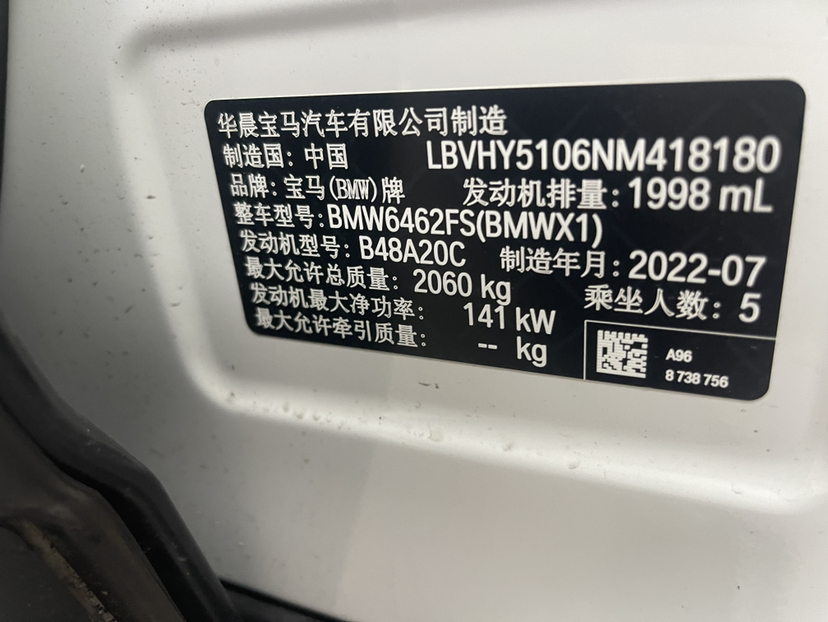 华晨宝马汽车有限公司制造
制造国：中国 LBVHY5106NM418180
品牌：宝马(BMW)牌 发动机排量：1998 mL
整车型号：BMW6462FS(BMWX1)
发动机型号：B48A20C 制造年月：2022-07
最大允许总质量：2060 kg 乘坐人数：5
发动机最大净功率：141 kW
最大允许牵引质量：-- kg
A96
8 738 756